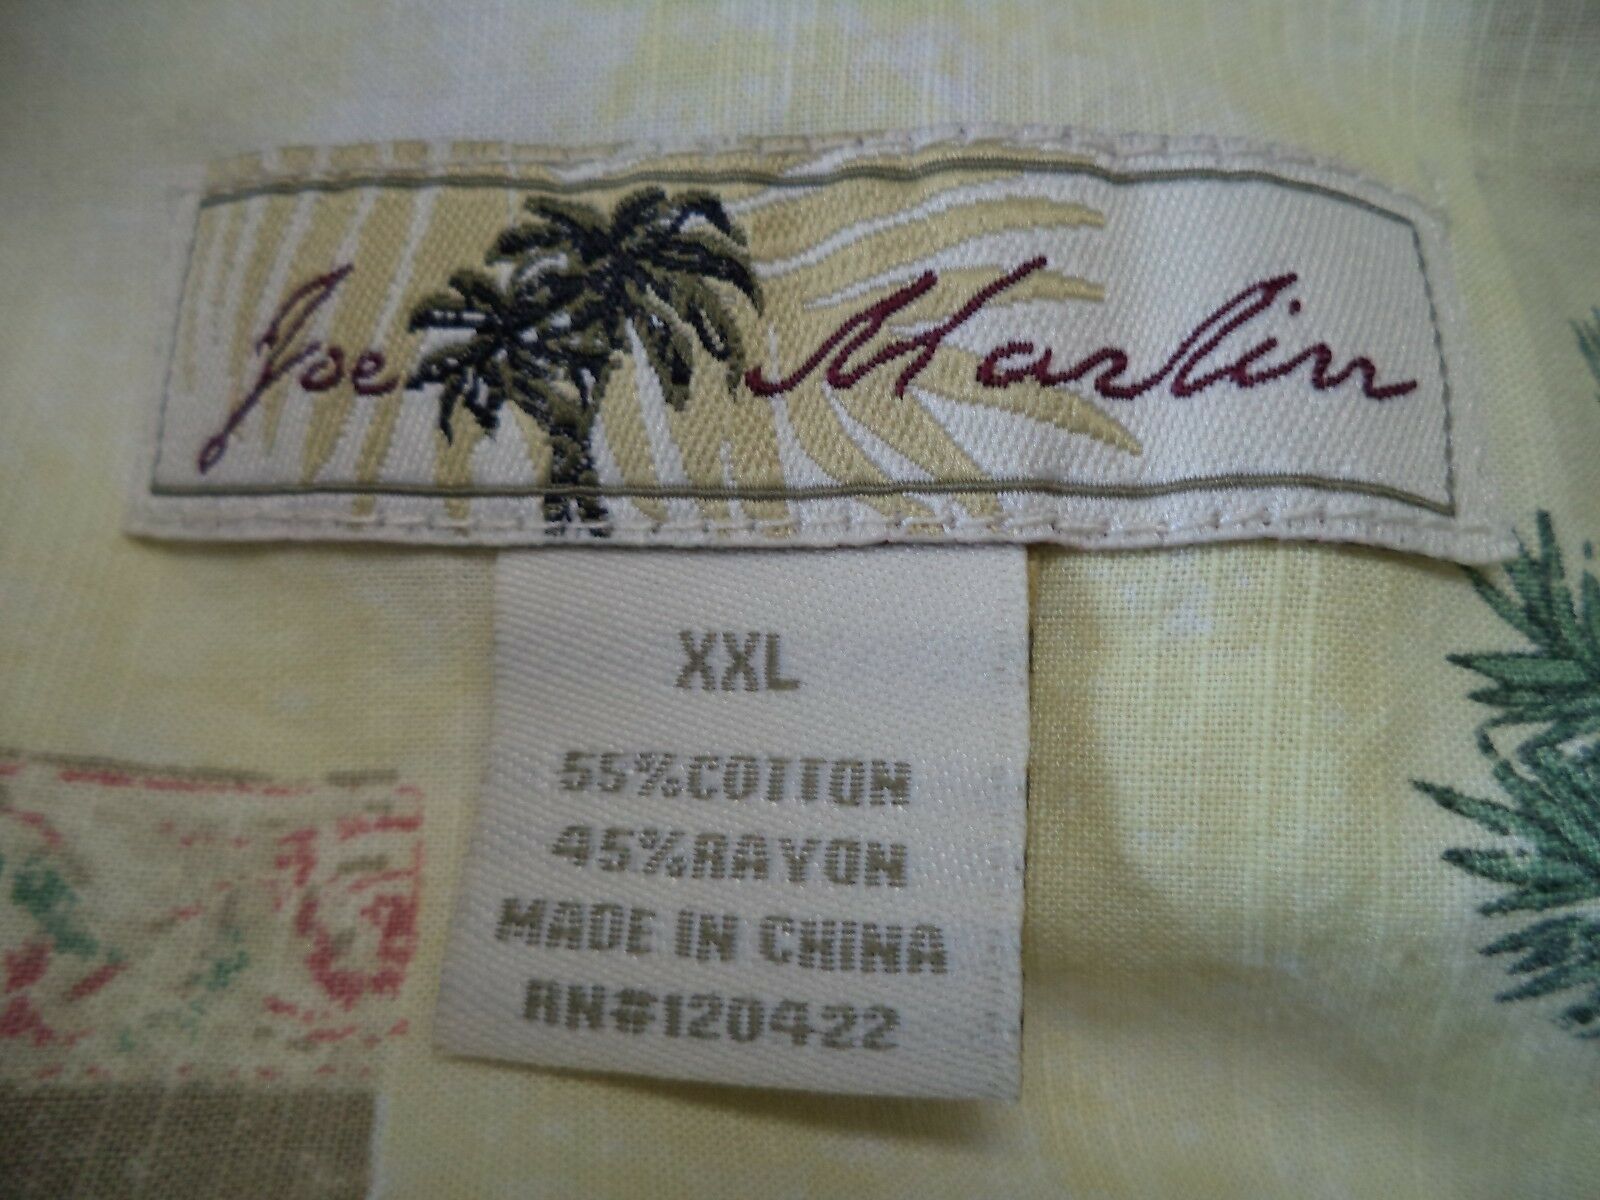 Joe Marlin
XXL
55%COTTON
45%RAYON
MADE IN CHINA
RN#120422